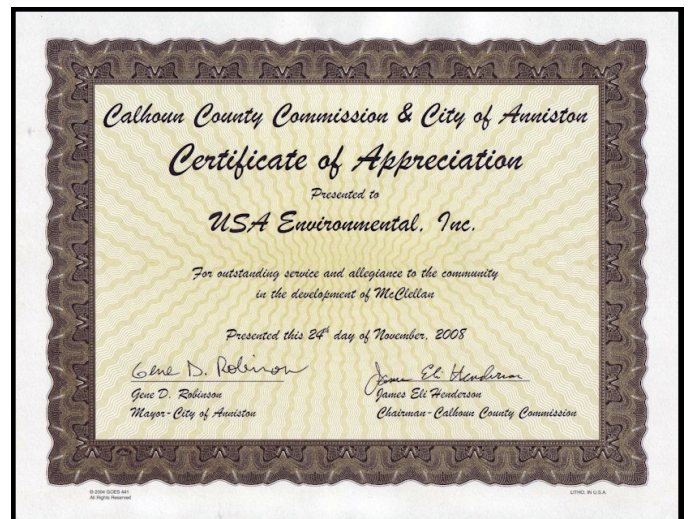 Calhoun County Commission & City of Anniston
Certificate of Appreciation
Presented to
USA Environmental, Inc.
For outstanding service and allegiance to the community
in the development of McClellan
Presented this 24th day of November, 2008
Gene D. Robinson
Gene D. Robinson
Mayor-City of Anniston
James Eli Henderson
James Eli Henderson
Chairman-Calhoun County Commission
© 2004 GOES 441
All Rights Reserved
LITHO. IN U.S.A.